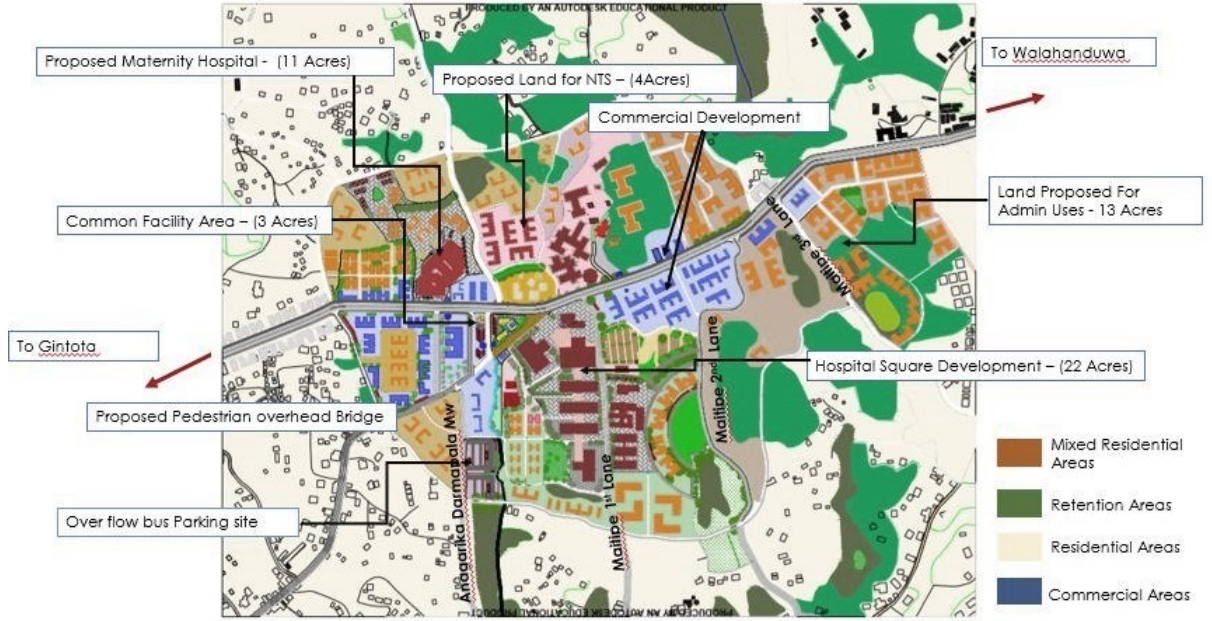 PRODUCED BY AN AUTODESK EDUCATIONAL PRODUCT
Proposed Maternity Hospital - (11 Acres)
Proposed Land for NTS – (4Acres)
To Walahanduwa
Commercial Development
Common Facility Area – (3 Acres)
Land Proposed For
Admin Uses - 13 Acres
Maitipe 3rd Lane
To Gintota
Maitipe 2nd Lane
Hospital Square Development – (22 Acres)
Proposed Pedestrian overhead Bridge
Anagarika Darmapala Mw
Maitipe 1st Lane
Over flow bus Parking site
Mixed Residential
Areas
Retention Areas
Residential Areas
Commercial Areas
PRODUCED BY AN AUTODESK EDUCATIONAL PRODUCT